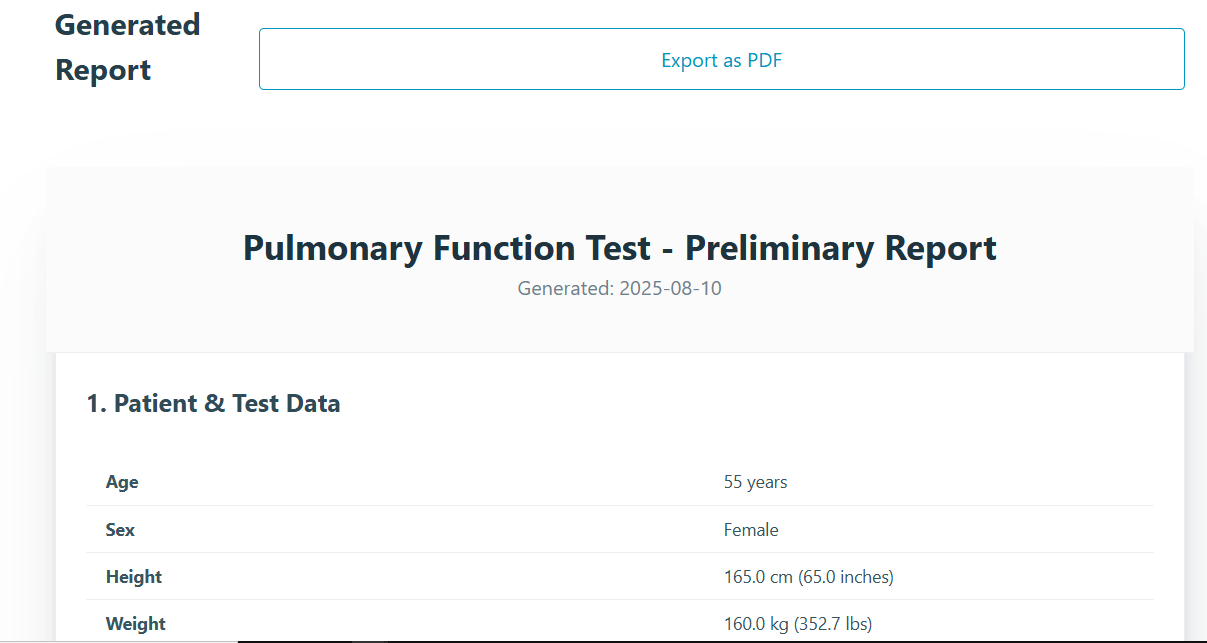 Generated
Report
Export as PDF
Pulmonary Function Test - Preliminary Report
Generated: 2025-08-10
1. Patient & Test Data
Age 55 years
Sex Female
Height 165.0 cm (65.0 inches)
Weight 160.0 kg (352.7 lbs)